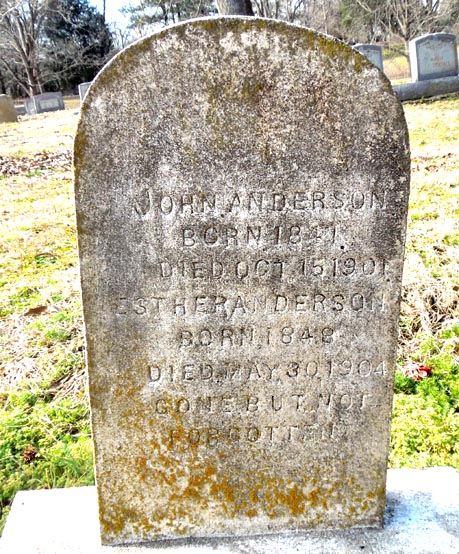 JOHN.ANDERSON
BORN.1841.
DIED.OCT.15.1901
ESTHER.ANDERSON
BORN.1848.
DIED.MAY.30.1904
GONE.BUT.NOT
FORGOTTEN